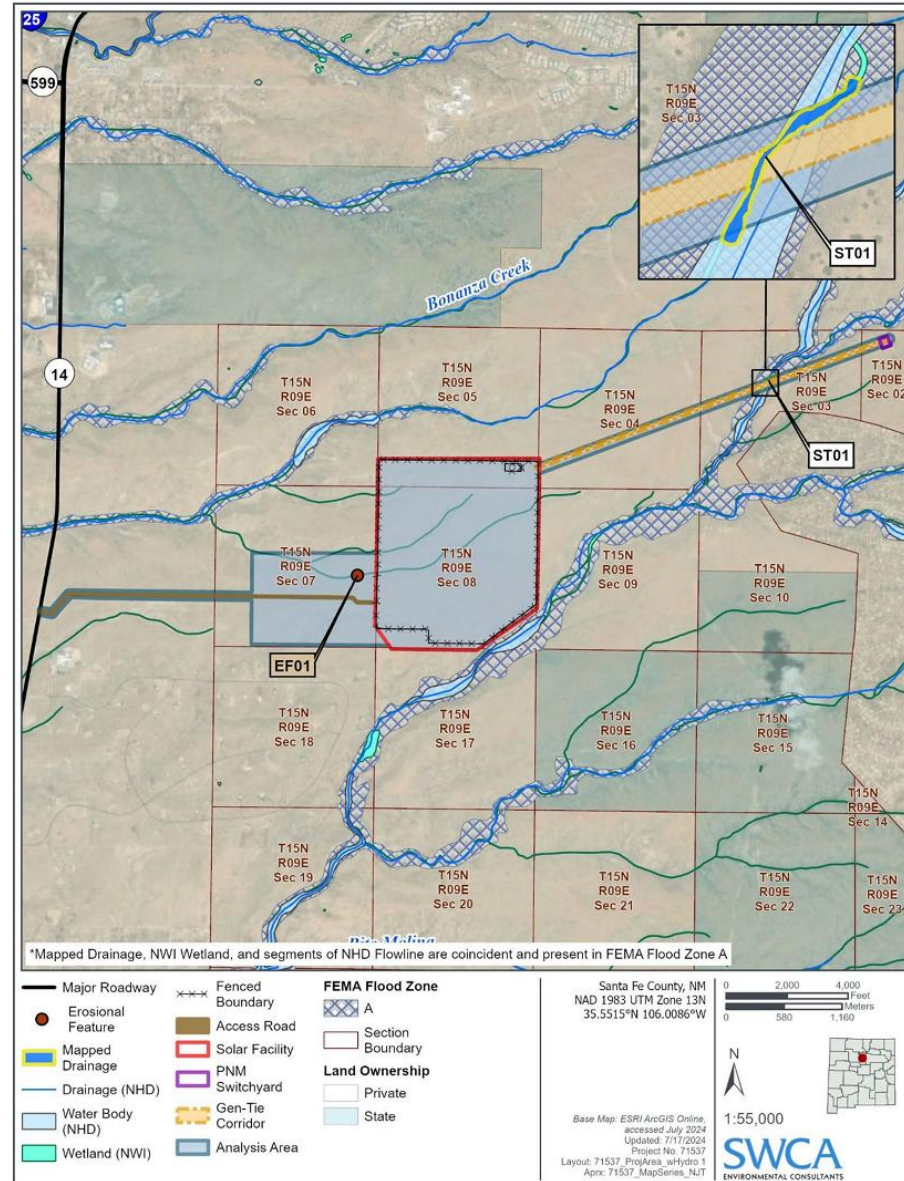 25
599
14
T15N
R09E
Sec 03
ST01
Bonanza Creek
T15N
R09E
Sec 06
T15N
R09E
Sec 05
T15N
R09E
Sec 04
T15N
R09E
Sec 03
T15N
R09E
Sec 02
ST01
T15N
R09E
Sec 07
T15N
R09E
Sec 08
T15N
R09E
Sec 09
T15N
R09E
Sec 10
EF01
T15N
R09E
Sec 18
T15N
R09E
Sec 17
T15N
R09E
Sec 16
T15N
R09E
Sec 15
T15N
R09E
Sec 14
T15N
R09E
Sec 19
T15N
R09E
Sec 20
T15N
R09E
Sec 21
T15N
R09E
Sec 22
T15N
R09E
Sec 23
*Mapped Drainage, NWI Wetland, and segments of NHD Flowline are coincident and present in FEMA Flood Zone A
Major Roadway
Erosional
Feature
Mapped
Drainage
Drainage (NHD)
Water Body
(NHD)
Wetland (NWI)
Fenced
Boundary
Access Road
Solar Facility
PNM
Switchyard
Gen-Tie
Corridor
Analysis Area
FEMA Flood Zone
A
Section
Boundary
Land Ownership
Private
State
Santa Fe County, NM
NAD 1983 UTM Zone 13N
35.5515°N 106.0086°W
Base Map: ESRI ArcGIS Online,
accessed July 2024
Updated: 7/17/2024
Project No. 71537
Layout: 71537_ProjArea_wHydro 1
Aprx: 71537_MapSeries_NJT
0 2,000 4,000
Feet
Meters
0 580 1,160
N
1:55,000
SWCA
ENVIRONMENTAL CONSULTANTS